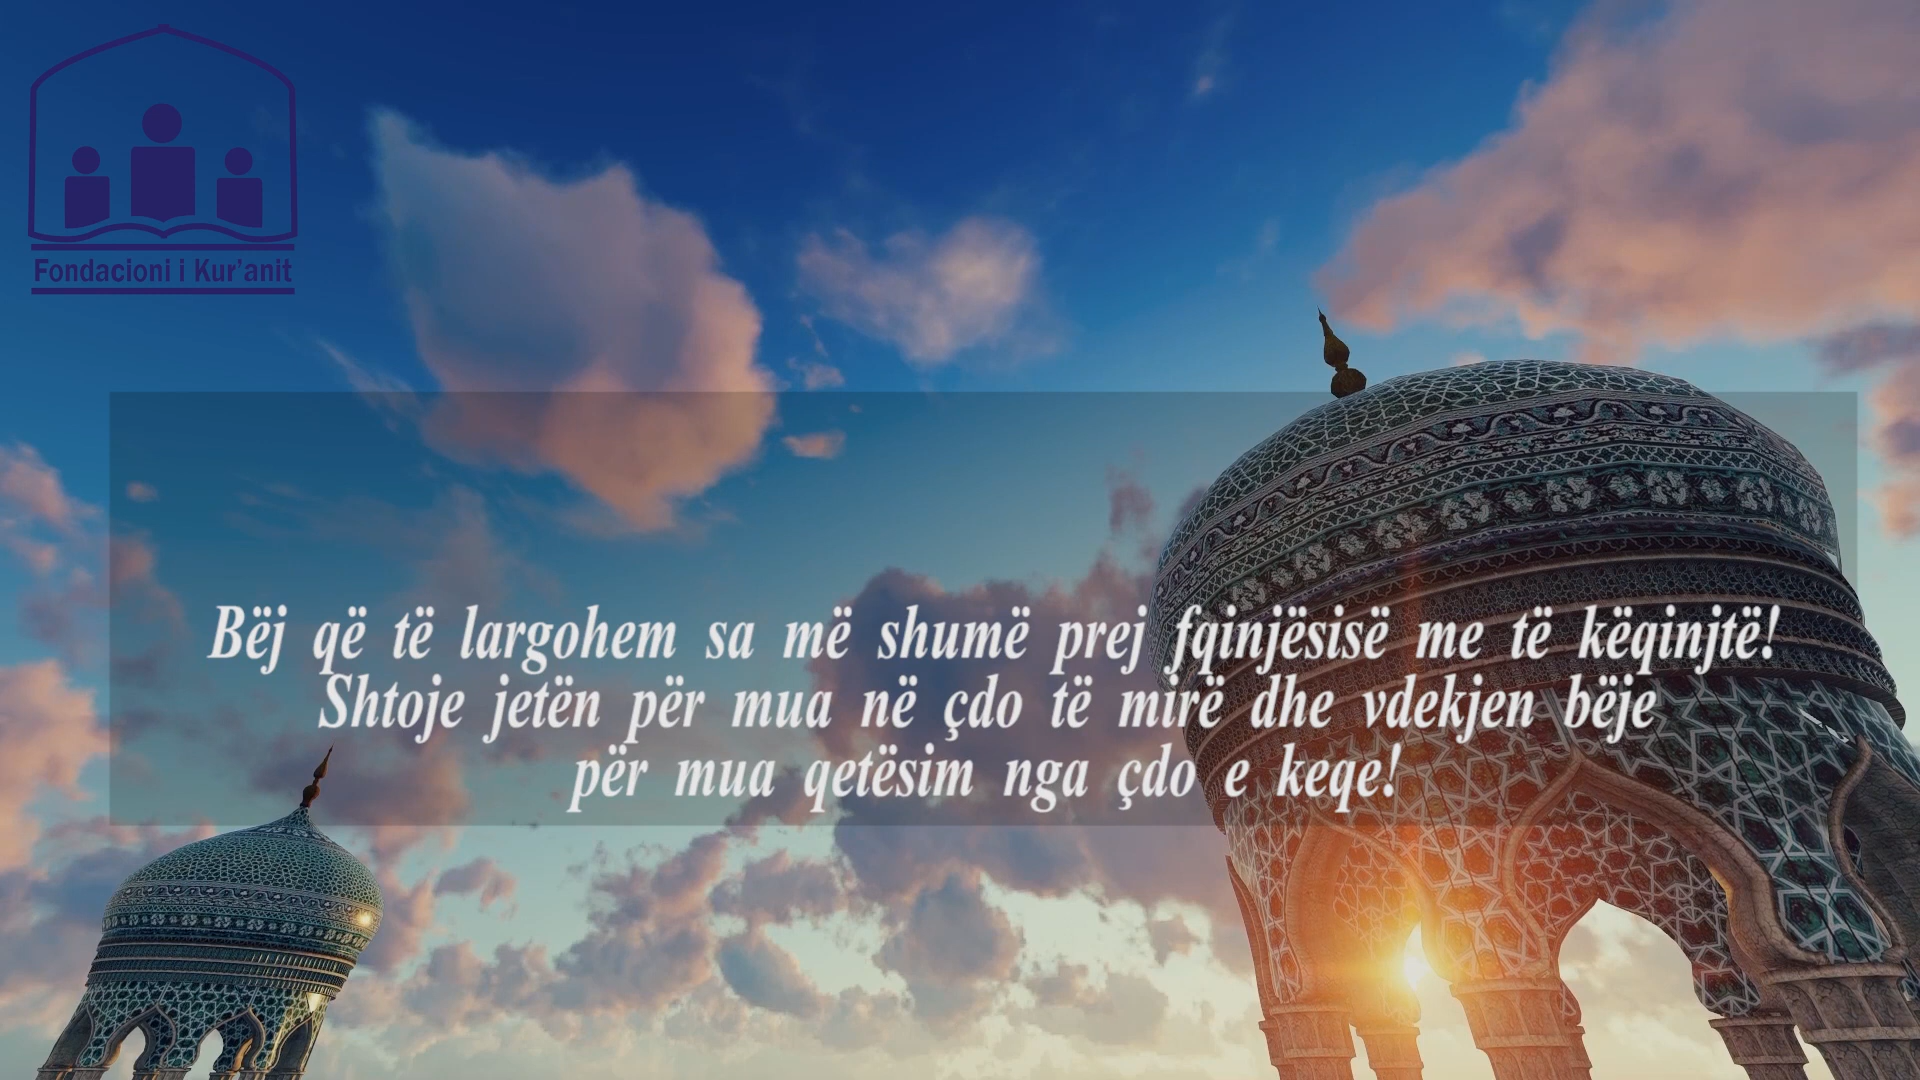 Fondacioni i Kur'anit
Bëj që të largohem sa më shumë prej fqinjësisë me të këqinjtë!
Shtoje jetën për mua në çdo të mirë dhe vdekjen bëje
për mua qetësim nga çdo e keqe!